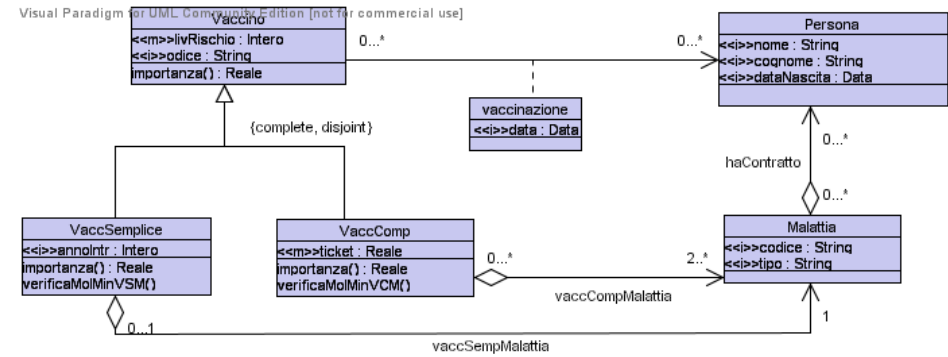 Visual Paradigm for UML Community Edition [not for commercial use]
Vaccino
<<m>>livRischio : Intero
<<i>>odice : String
importanza() : Reale
0...*
0...*
Persona
<<i>>nome : String
<<i>>cognome : String
<<i>>dataNascita : Data
vaccinazione
<<i>>data : Data
{complete, disjoint}
0...*
haContratto
0...*
VaccSemplice
<<i>>annoIntr : Intero
importanza() : Reale
verificaMolMinVSM()
VaccComp
<<m>>ticket : Reale
importanza() : Reale
verificaMolMinVCM()
0...*
2..*
vaccCompMalattia
Malattia
<<i>>codice : String
<<i>>tipo : String
0...1
1
vaccSempMalattia